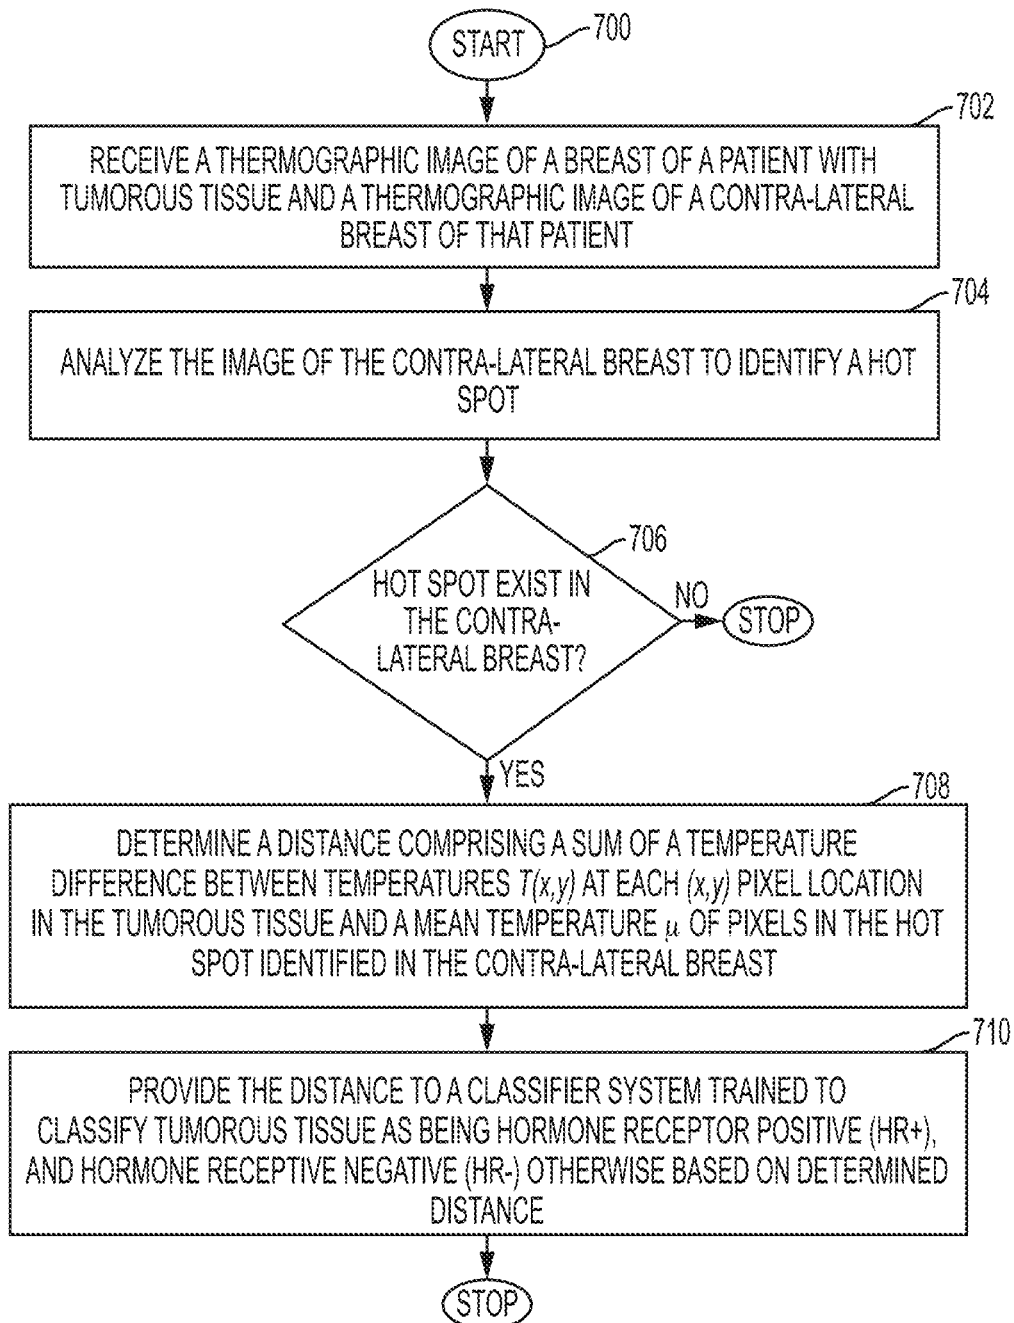 START
700
702
RECEIVE A THERMOGRAPHIC IMAGE OF A BREAST OF A PATIENT WITH
TUMOROUS TISSUE AND A THERMOGRAPHIC IMAGE OF A CONTRA-LATERAL
BREAST OF THAT PATIENT
704
ANALYZE THE IMAGE OF THE CONTRA-LATERAL BREAST TO IDENTIFY A HOT
SPOT
706
HOT SPOT EXIST IN
THE CONTRA-
LATERAL BREAST?
NO
STOP
YES
708
DETERMINE A DISTANCE COMPRISING A SUM OF A TEMPERATURE
DIFFERENCE BETWEEN TEMPERATURES T(x,y) AT EACH (x,y) PIXEL LOCATION
IN THE TUMOROUS TISSUE AND A MEAN TEMPERATURE μ OF PIXELS IN THE HOT
SPOT IDENTIFIED IN THE CONTRA-LATERAL BREAST
710
PROVIDE THE DISTANCE TO A CLASSIFIER SYSTEM TRAINED TO
CLASSIFY TUMOROUS TISSUE AS BEING HORMONE RECEPTOR POSITIVE (HR+),
AND HORMONE RECEPTIVE NEGATIVE (HR-) OTHERWISE BASED ON DETERMINED
DISTANCE
STOP